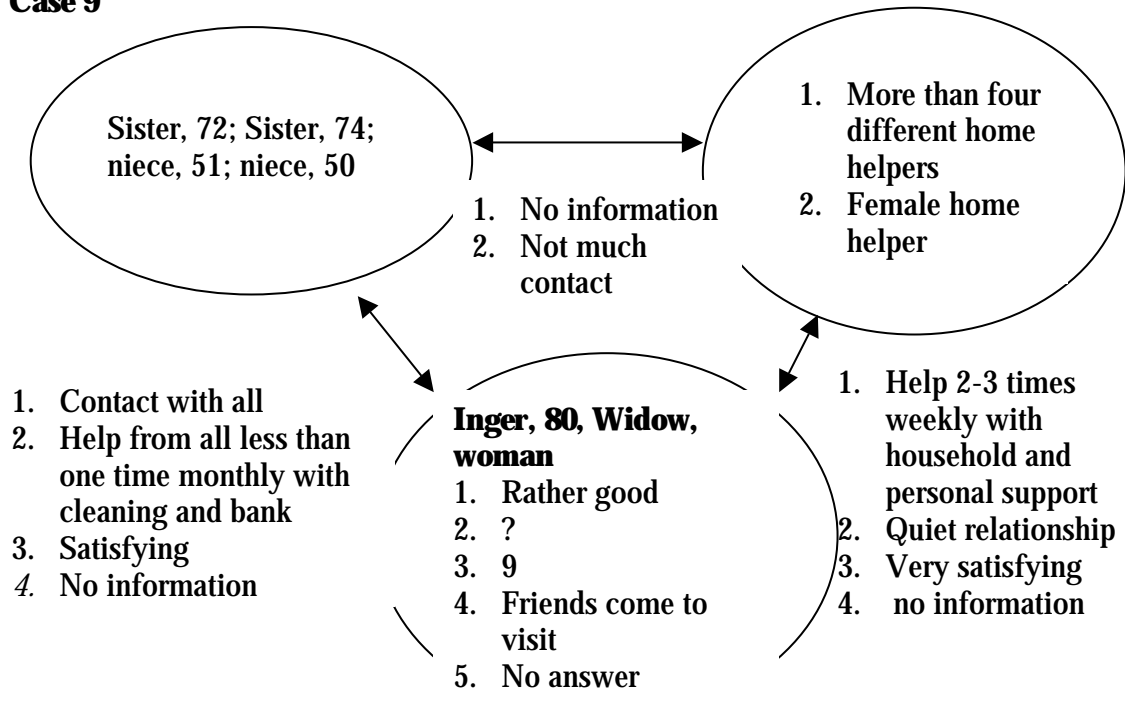 Case 9
Sister, 72; Sister, 74;
niece, 51; niece, 50
1. More than four
different home
helpers
2. Female home
helper
1. No information
2. Not much
contact
1. Contact with all
2. Help from all less than
one time monthly with
cleaning and bank
3. Satisfying
4. No information
Inger, 80, Widow,
woman
1. Rather good
2. ?
3. 9
4. Friends come to
visit
5. No answer
1. Help 2-3 times
weekly with
household and
personal support
2. Quiet relationship
3. Very satisfying
4. no information